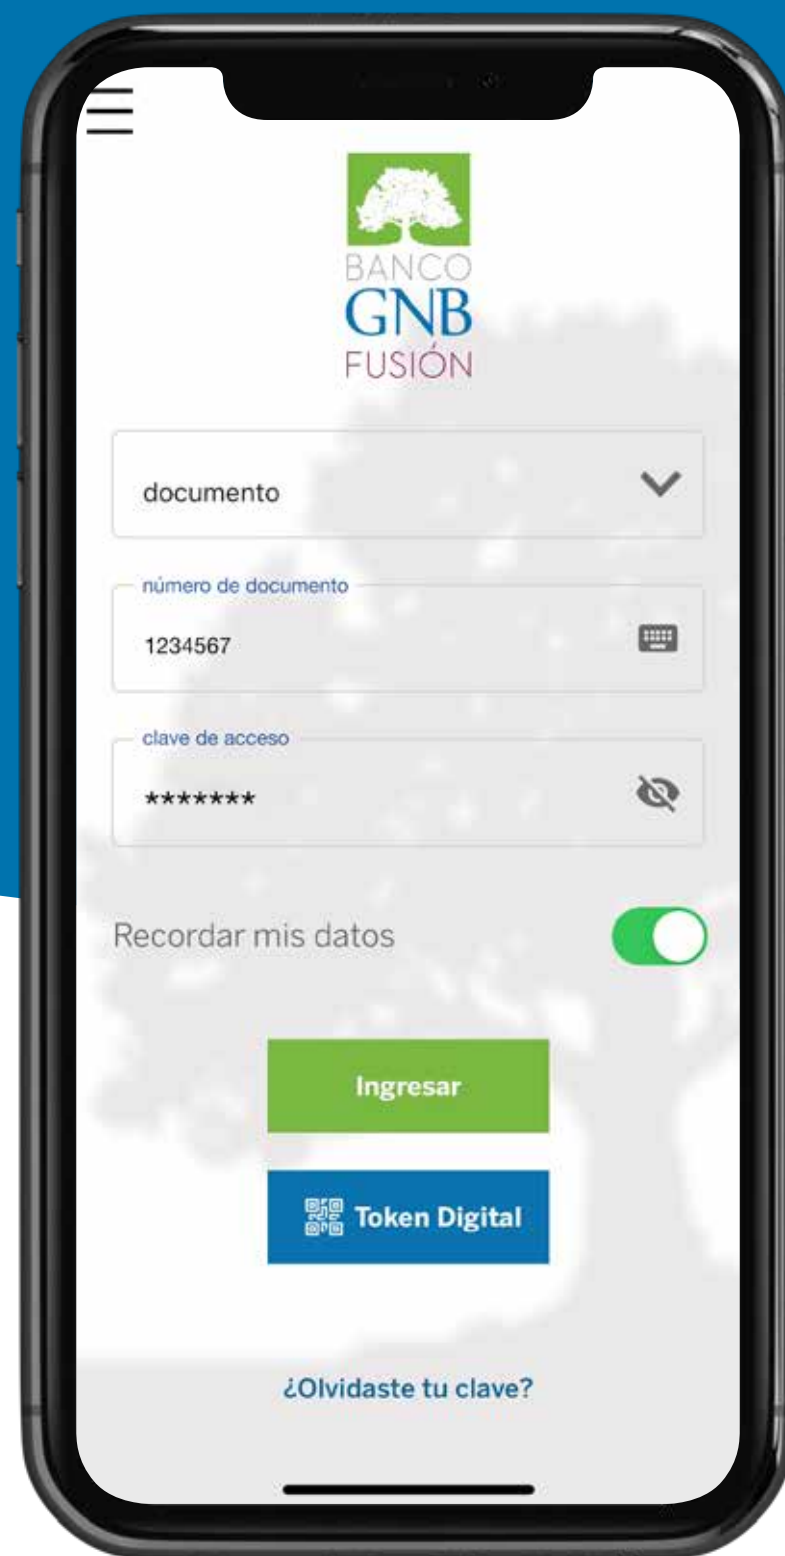 BANCO
GNB
FUSIÓN
documento
número de documento
1234567
clave de acceso
*******
Recordar mis datos
Ingresar
Token Digital
¿Olvidaste tu clave?